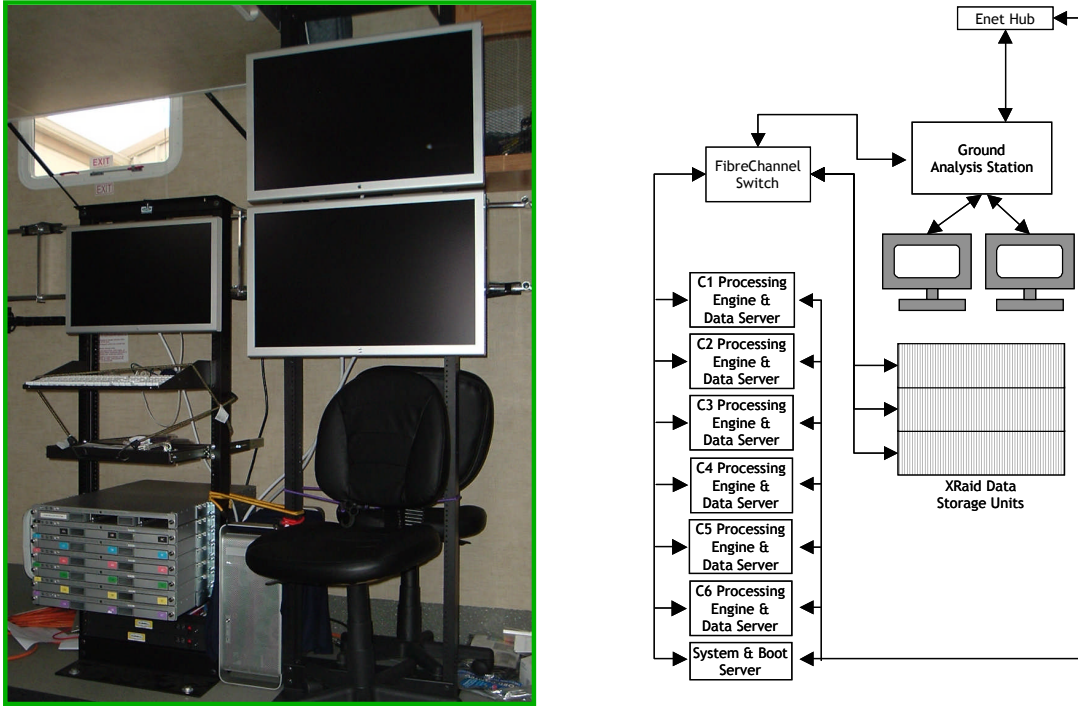 EXIT
EXIT
Enet Hub
Ground
Analysis Station
FibreChannel
Switch
C1 Processing
Engine &
Data Server
C2 Processing
Engine &
Data Server
C3 Processing
Engine &
Data Server
C4 Processing
Engine &
Data Server
C5 Processing
Engine &
Data Server
C6 Processing
Engine &
Data Server
System & Boot
Server
XRaid Data
Storage Units